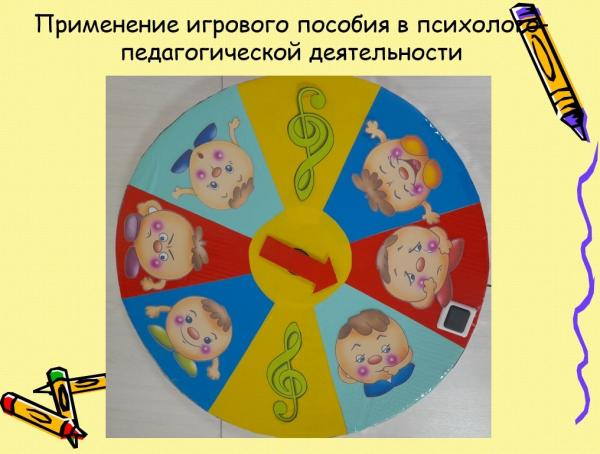 Применение игрового пособия в психолого-
педагогической деятельности